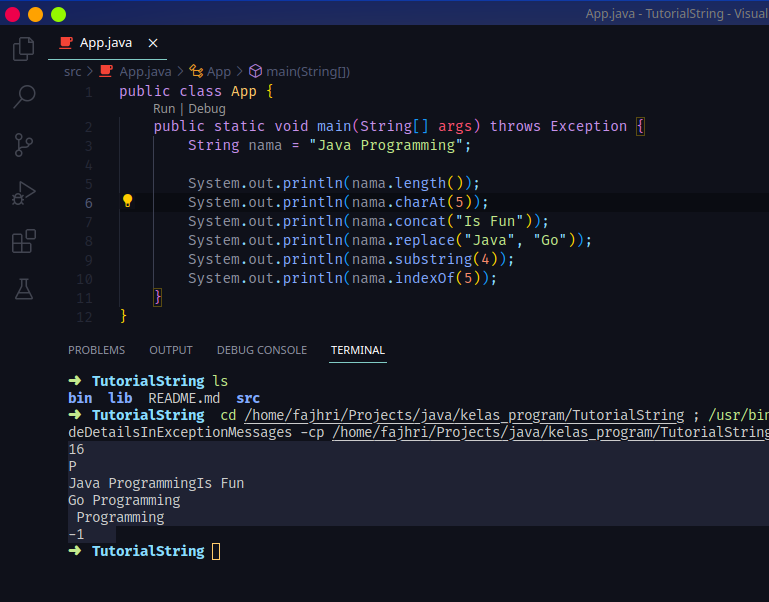 App.java - TutorialString - Visual
App.java
src > App.java > App > main(String[])
1 public class App {
Run | Debug
2 public static void main(String[] args) throws Exception {
3 String nama = "Java Programming";
4
5 System.out.println(nama.length());
6 System.out.println(nama.charAt(5));
7 System.out.println(nama.concat("Is Fun"));
8 System.out.println(nama.replace("Java", "Go"));
9 System.out.println(nama.substring(4));
10 System.out.println(nama.indexOf(5));
11 }
12 }
PROBLEMS OUTPUT DEBUG CONSOLE TERMINAL
➜ TutorialString ls
bin lib README.md src
➜ TutorialString cd /home/fajhri/Projects/java/kelas_program/TutorialString ; /usr/bin
deDetailsInExceptionMessages -cp /home/fajhri/Projects/java/kelas_program/TutorialString
16
P
Java ProgrammingIs Fun
Go Programming
 Programming
-1
➜ TutorialString